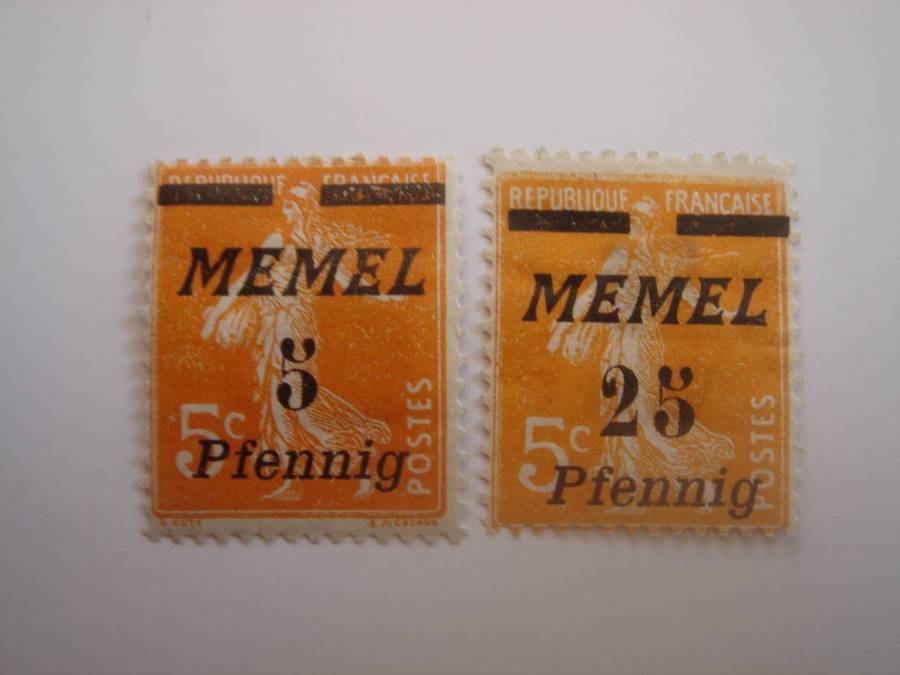 REPUBLIQUE FRANÇAISE
MEMEL
5
5c
Pfennig
POSTES
REPUBLIQUE FRANÇAISE
MEMEL
25
5c
Pfennig
POSTES